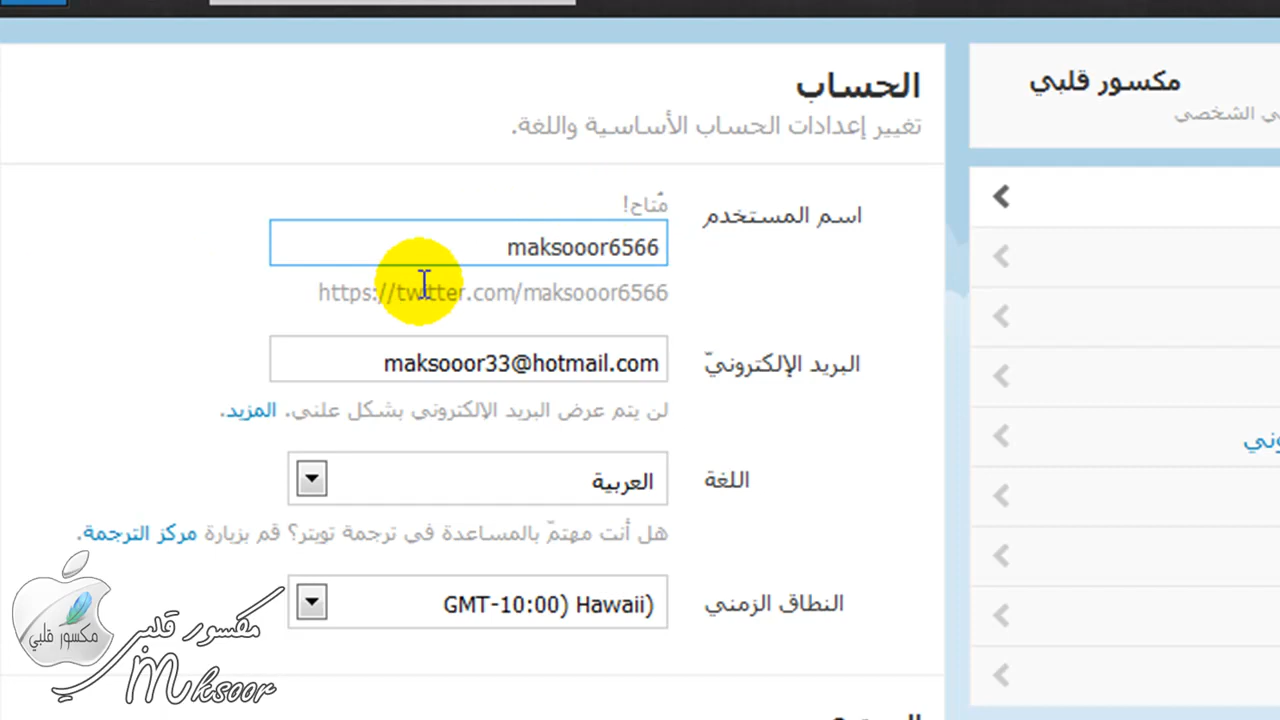 مكسور قلبي
ي الشخصي
الحساب
تغيير إعدادات الحساب الأساسية واللغة.
مُتاح!
اسم المستخدم
maksooor6566
https://twitter.com/maksooor6566
البريد الإلكترونيّ
maksooor33@hotmail.com
لن يتم عرض البريد الإلكتروني بشكل علني. المزيد.
وني
اللغة
العربية
هل أنت مهتمّ بالمساعدة في ترجمة تويتر؟ قم بزيارة مركز الترجمة.
النطاق الزمني
GMT-10:00) Hawaii)
مكسور قلبي
مكسور قلبي
Mksoor